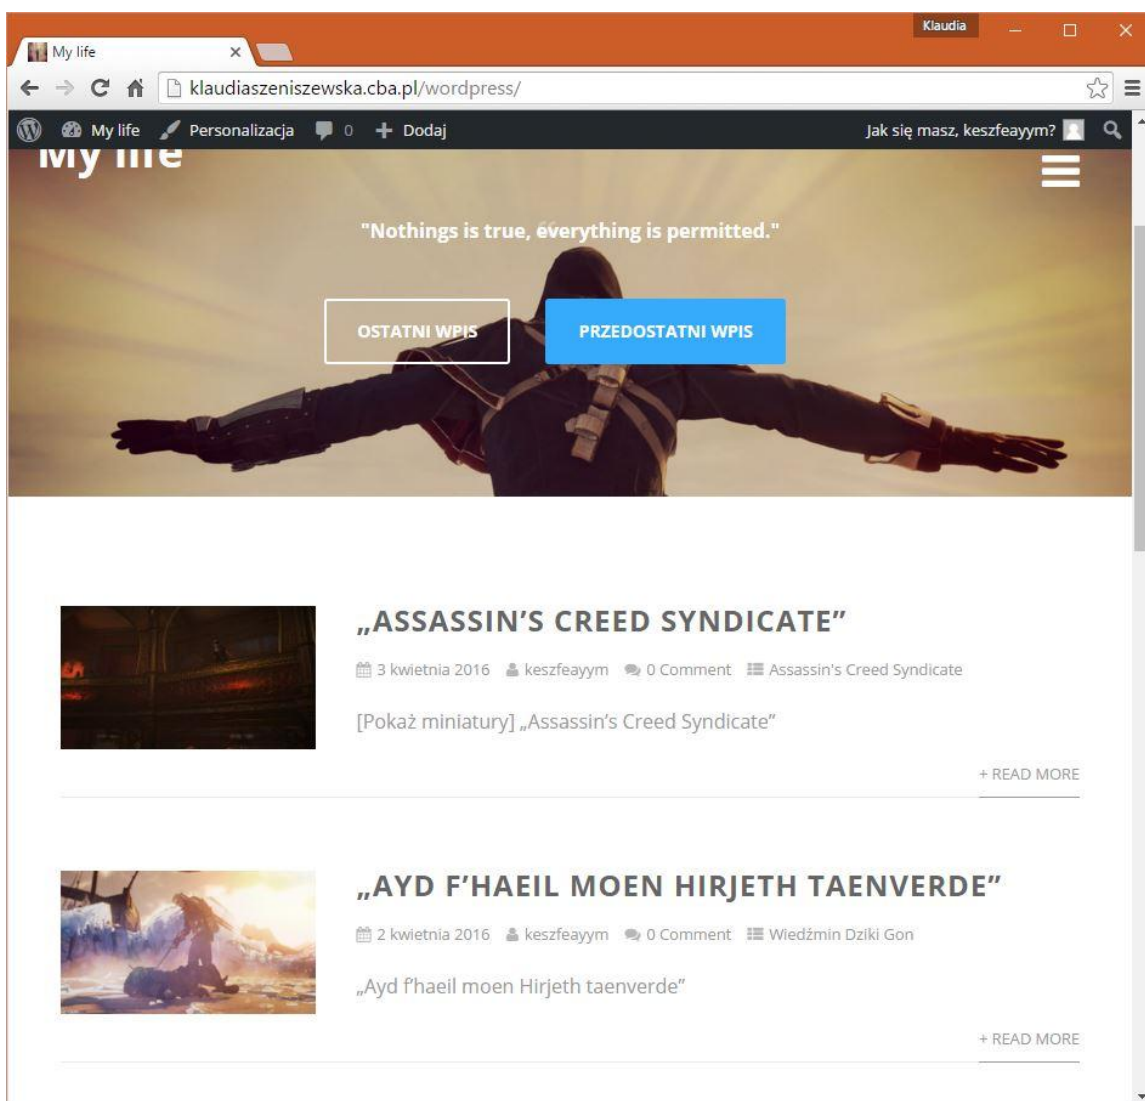 Klaudia
My life
klaudiaszeniszewska.cba.pl/wordpress/
My life Personalizacja 0 + Dodaj Jak się masz, keszfeayym?
My life
"Nothings is true, everything is permitted."
OSTATNI WPIS PRZEDOSTATNI WPIS
„ASSASSIN’S CREED SYNDICATE”
3 kwietnia 2016 keszfeayym 0 Comment Assassin's Creed Syndicate
[Pokaż miniatury] „Assassin’s Creed Syndicate”
+ READ MORE
„AYD F’HAEIL MOEN HIRJETH TAENVERDE”
2 kwietnia 2016 keszfeayym 0 Comment Wiedźmin Dziki Gon
„Ayd f’haeil moen Hirjeth taenverde”
+ READ MORE